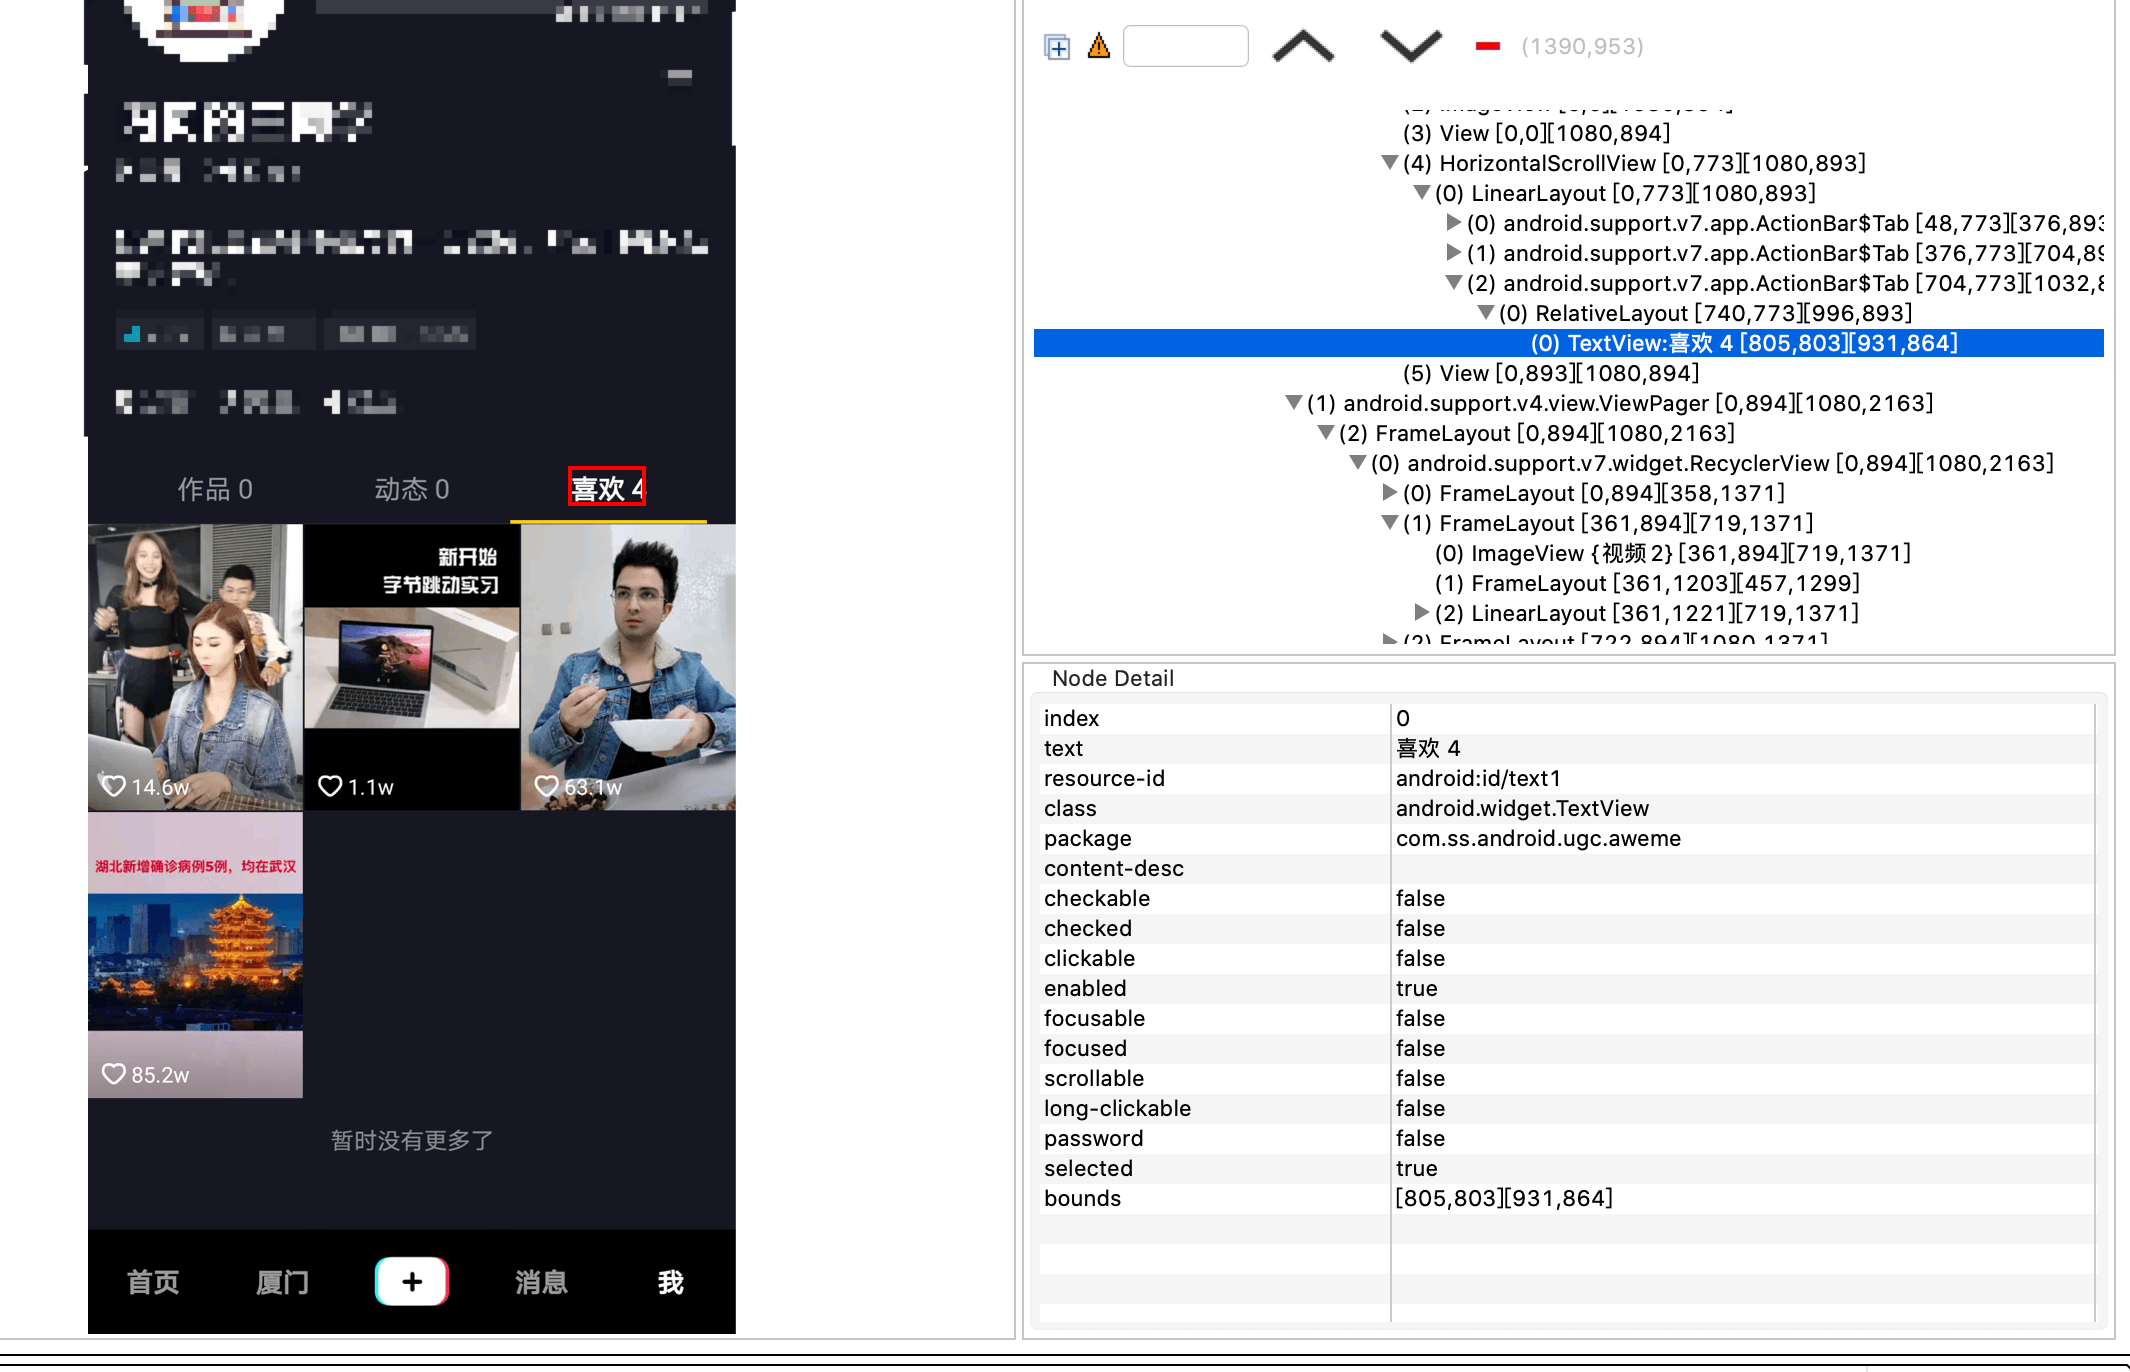 作品 0
动态 0
喜欢 4
新开始
字节跳动实习
14.6w
1.1w
63.1w
湖北新增确诊病例5例，均在武汉
85.2w
暂时没有更多了
首页
厦门
+
消息
我
(1390,953)
(3) View [0,0][1080,894]
(4) HorizontalScrollView [0,773][1080,893]
(0) LinearLayout [0,773][1080,893]
(0) android.support.v7.app.ActionBar$Tab [48,773][376,893
(1) android.support.v7.app.ActionBar$Tab [376,773][704,89
(2) android.support.v7.app.ActionBar$Tab [704,773][1032,8
(0) RelativeLayout [740,773][996,893]
(0) TextView:喜欢 4 [805,803][931,864]
(5) View [0,893][1080,894]
(1) android.support.v4.view.ViewPager [0,894][1080,2163]
(2) FrameLayout [0,894][1080,2163]
(0) android.support.v7.widget.RecyclerView [0,894][1080,2163]
(0) FrameLayout [0,894][358,1371]
(1) FrameLayout [361,894][719,1371]
(0) ImageView {视频2} [361,894][719,1371]
(1) FrameLayout [361,1203][457,1299]
(2) LinearLayout [361,1221][719,1371]
(2) FrameLayout [722,894][1080,1371]
Node Detail
index 0
text 喜欢 4
resource-id android:id/text1
class android.widget.TextView
package com.ss.android.ugc.aweme
content-desc
checkable false
checked false
clickable false
enabled true
focusable false
focused false
scrollable false
long-clickable false
password false
selected true
bounds [805,803][931,864]